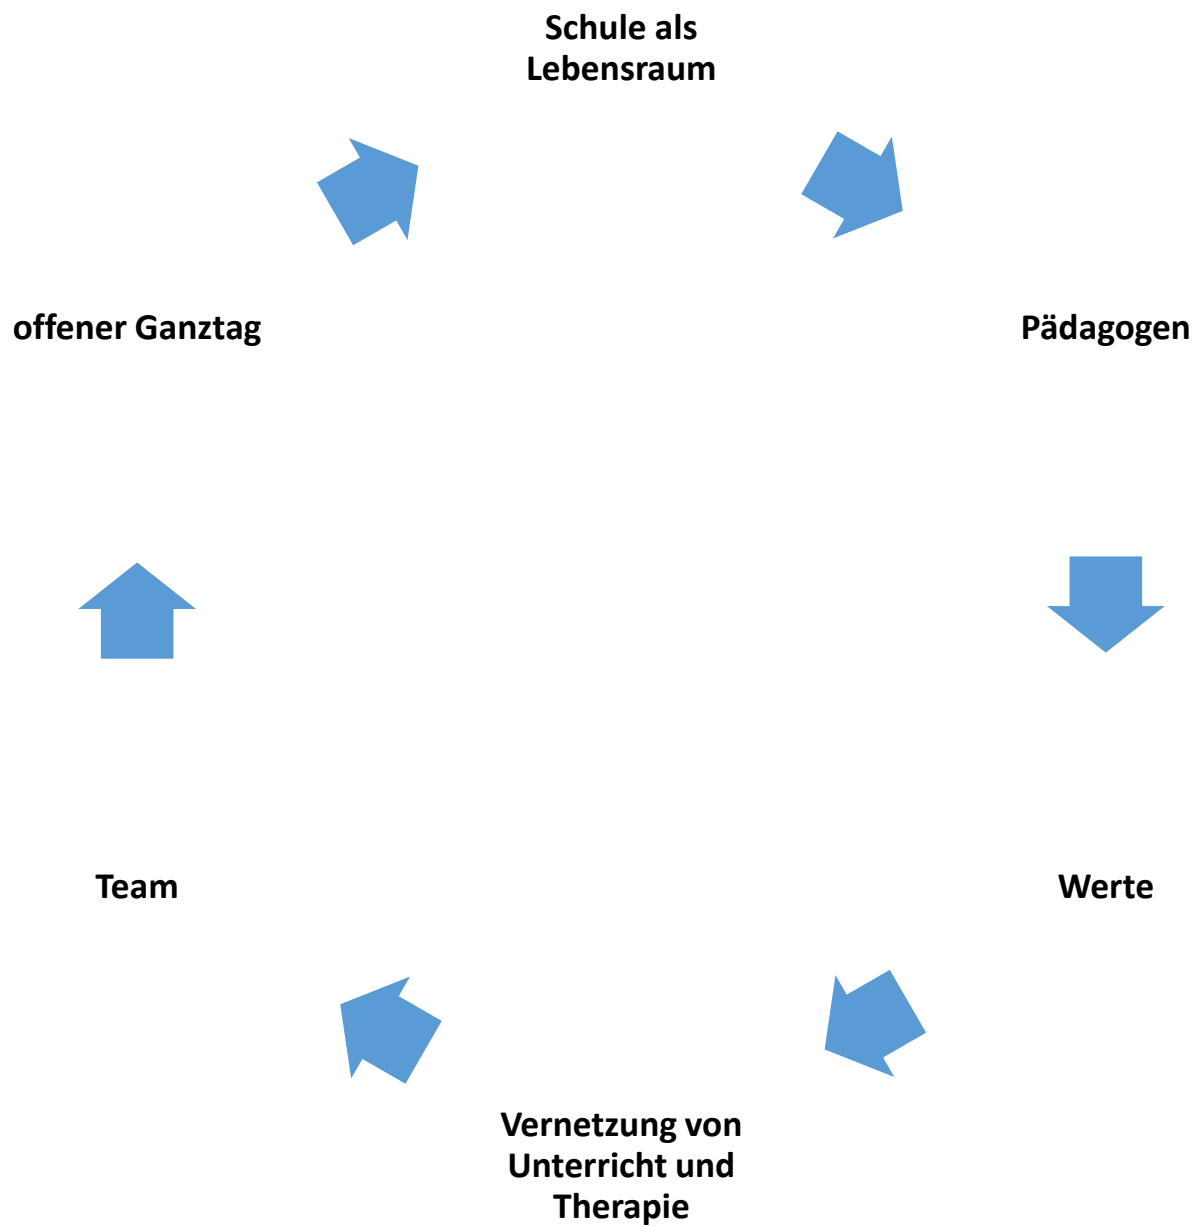 Schule als
Lebensraum
offener Ganztag
Pädagogen
Team
Werte
Vernetzung von
Unterricht und
Therapie